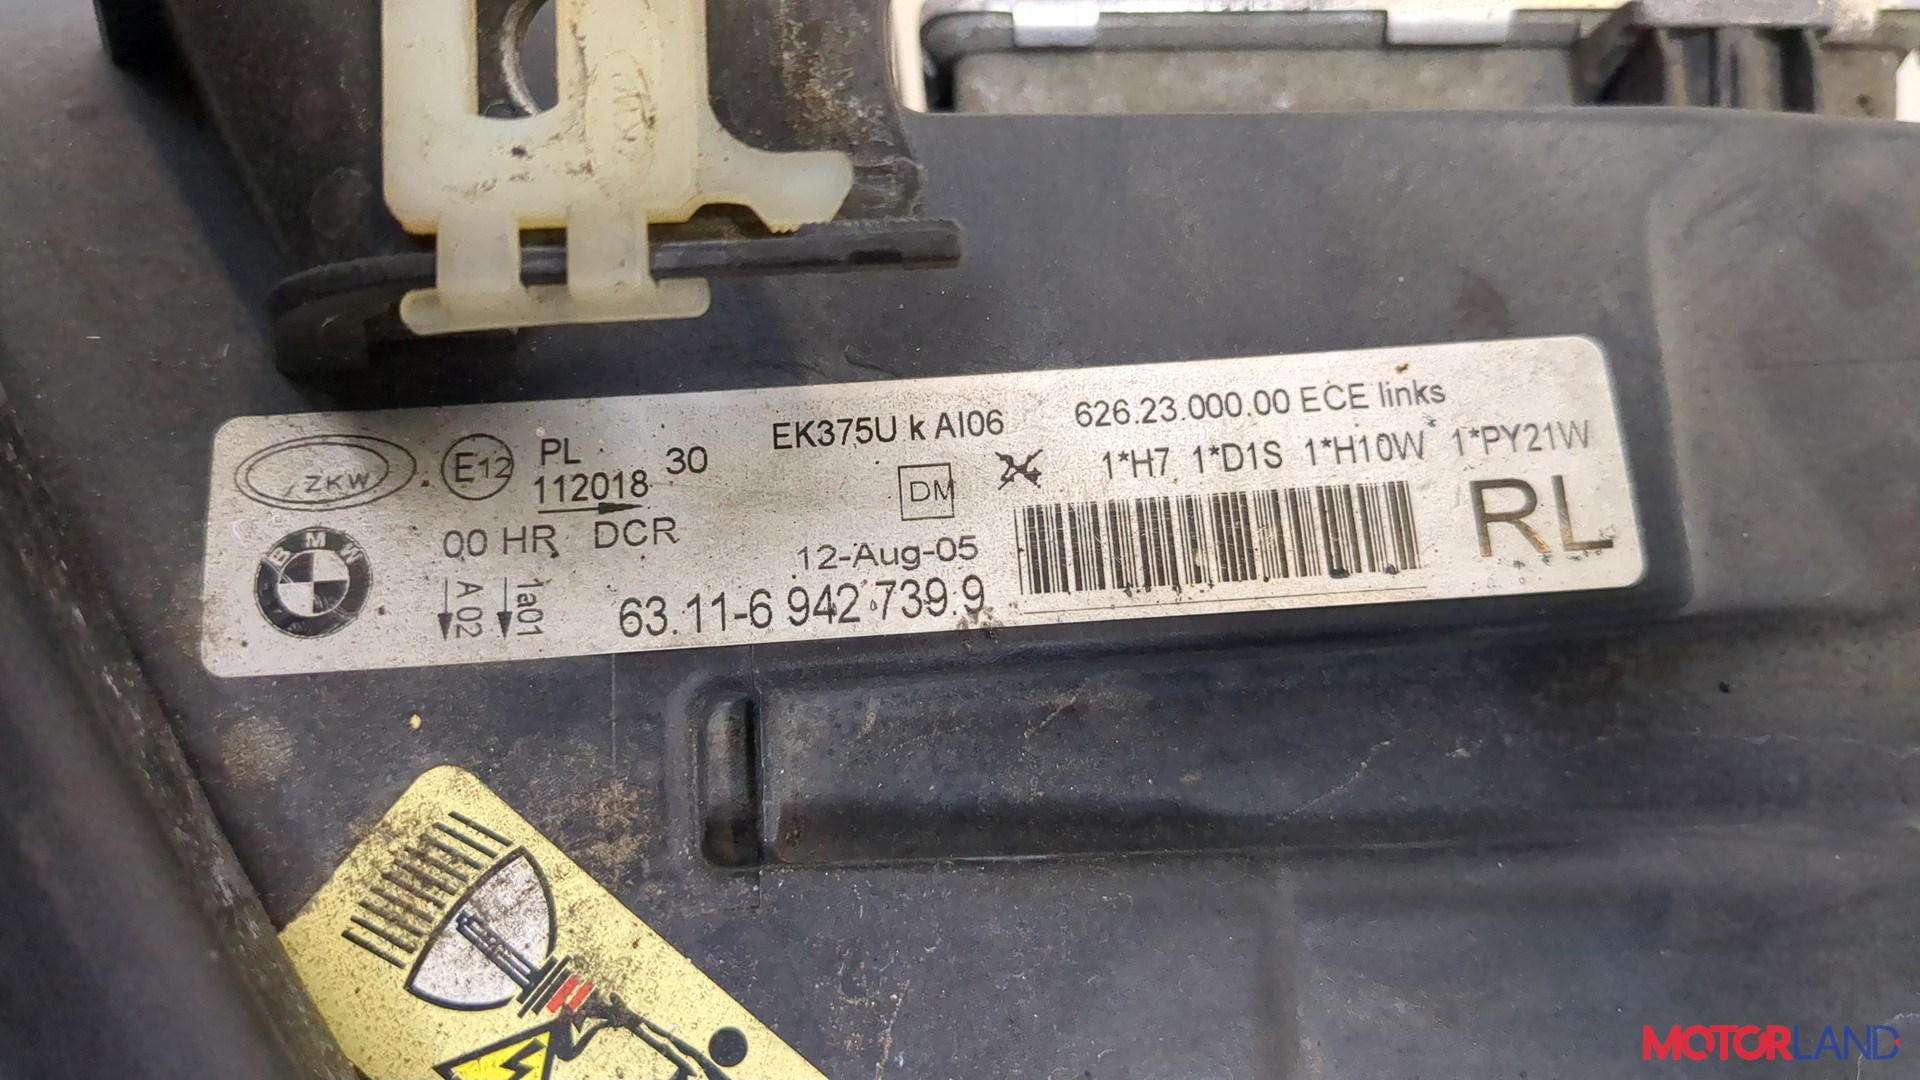 EK375U k AI06 626.23.000.00 ECE links
ZKW E12 PL 30 1*H7 1*D1S 1*H10W 1*PY21W
112018 DM
00 HR DCR RL
BMW 12-Aug-05
A 02 1a01 63.11-6 942 739.9
MOTORLAND